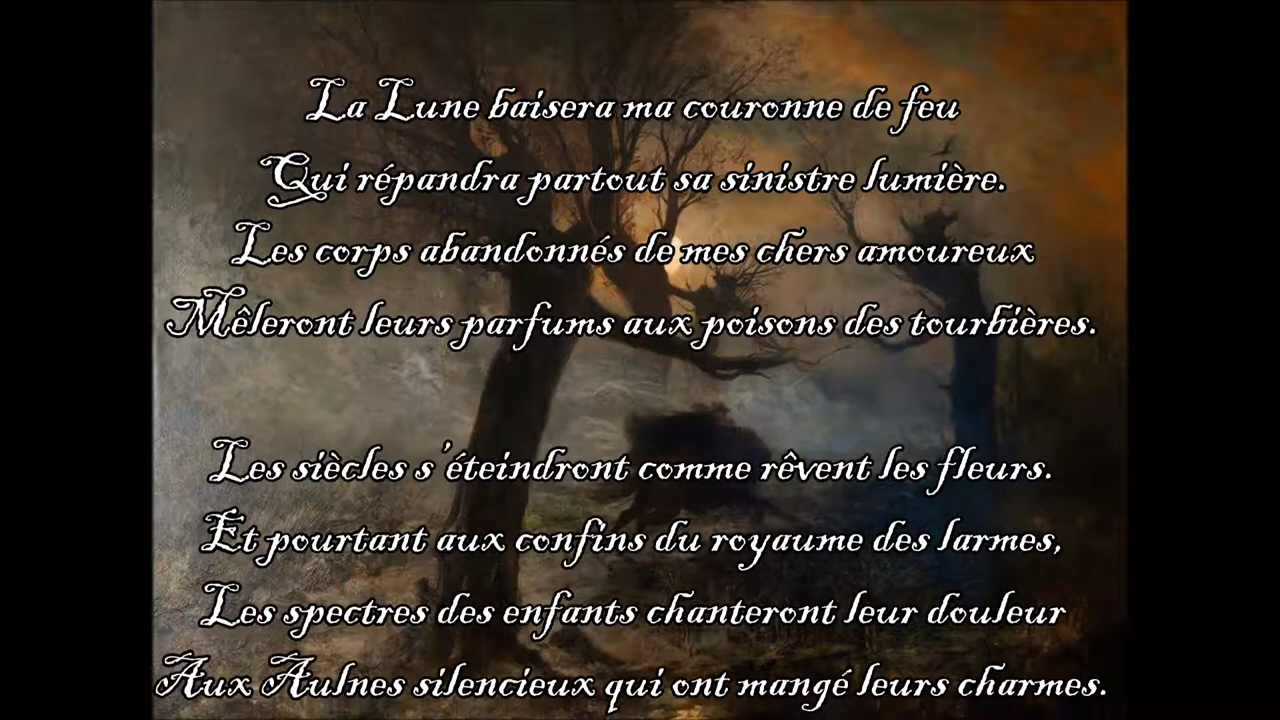 La Lune baisera ma couronne de feu
Qui répandra partout sa sinistre lumière.
Les corps abandonnés de mes chers amoureux
Mêleront leurs parfums aux poisons des tourbières.
Les siècles s'éteindront comme rêvent les fleurs.
Et pourtant aux confins du royaume des larmes,
Les spectres des enfants chanteront leur douleur
Aux Aulnes silencieux qui ont mangé leurs charmes.